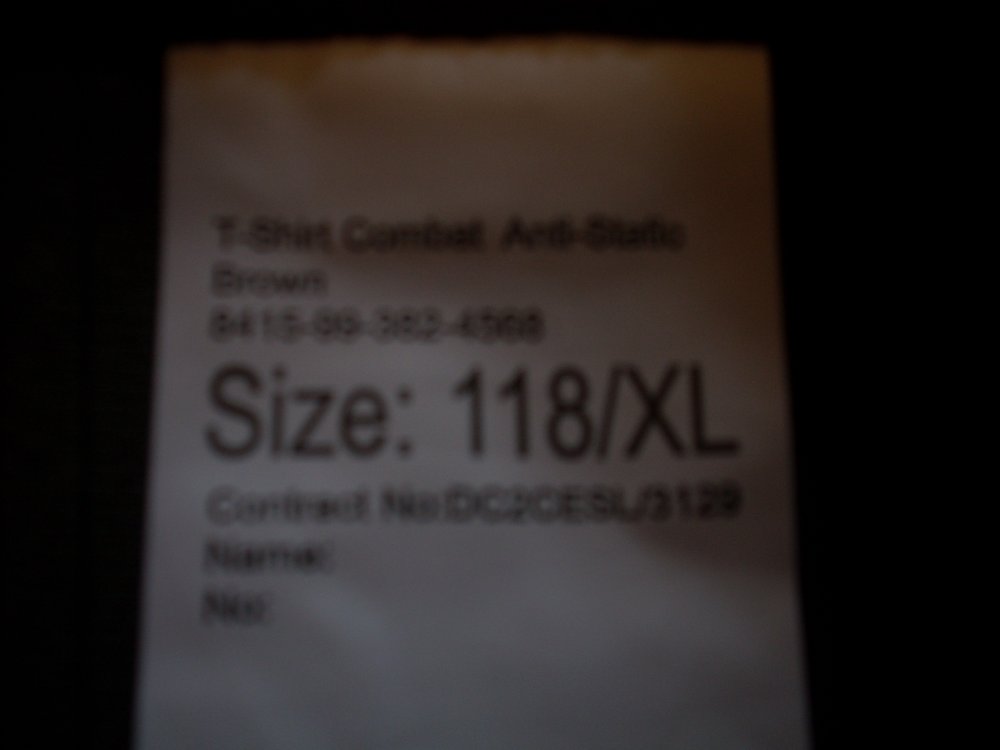 T-Shirt, Combat Anti-Static
Brown
8415-99-382-4568
Size: 118/XL
Contract No:DC2CESL/3129
Name:
No: